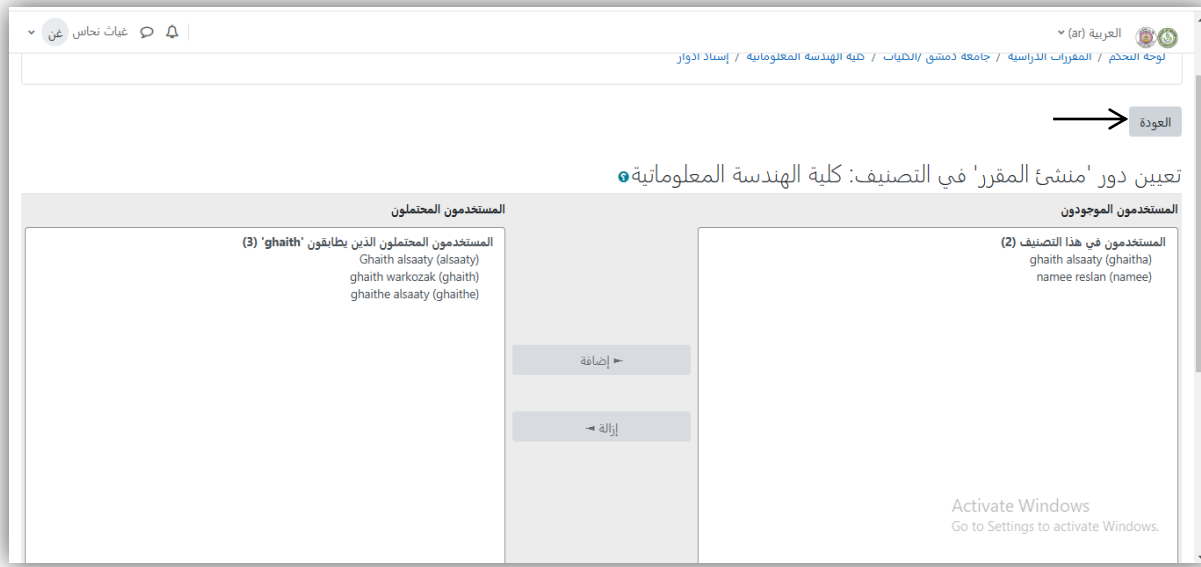 العربية (ar)
غياث نحاس غن
لوحة التحكم / المقررات الدراسية / جامعة دمشق /الكليات / كلية الهندسة المعلوماتية / إسناد أدوار
العودة
تعيين دور 'منشئ المقرر' في التصنيف: كلية الهندسة المعلوماتية
المستخدمون الموجودون
المستخدمون في هذا التصنيف (2)
ghaith alsaaty (ghaitha)
namee reslan (namee)
◄ إضافة
إزالة ►
المستخدمون المحتملون
المستخدمون المحتملون الذين يطابقون 'ghaith' (3)
Ghaith alsaaty (alsaaty)
ghaith warkozak (ghaith)
ghaithe alsaaty (ghaithe)
Activate Windows
Go to Settings to activate Windows.